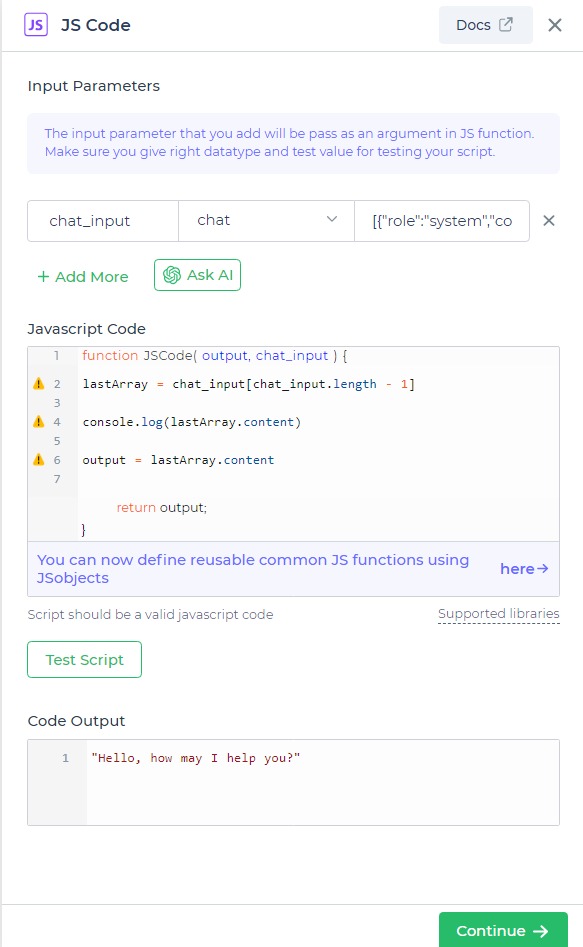 JS JS Code Docs
Input Parameters
The input parameter that you add will be pass as an argument in JS function.
Make sure you give right datatype and test value for testing your script.
chat_input chat [{"role":"system","co
+ Add More Ask AI
Javascript Code
1 function JSCode( output, chat_input ) {
2 lastArray = chat_input[chat_input.length - 1]
3
4 console.log(lastArray.content)
5
6 output = lastArray.content
7
return output;
}
You can now define reusable common JS functions using
JSobjects
here→
Script should be a valid javascript code Supported libraries
Test Script
Code Output
1 "Hello, how may I help you?"
Continue →